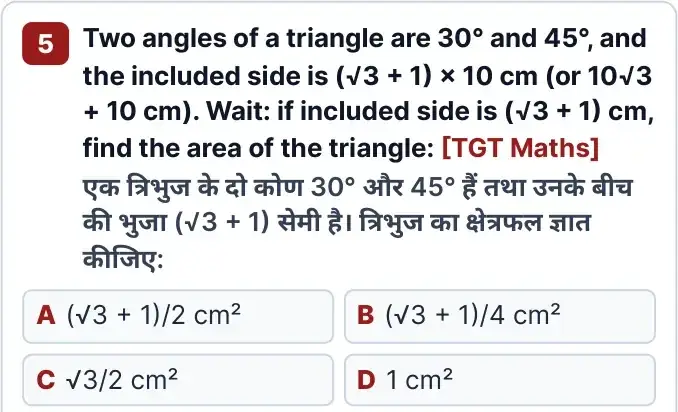 5 Two angles of a triangle are 30° and 45°, and
the included side is (√3 + 1) × 10 cm (or 10√3
+ 10 cm). Wait: if included side is (√3 + 1) cm,
find the area of the triangle: [TGT Maths]
एक त्रिभुज के दो कोण 30° और 45° हैं तथा उनके बीच
की भुजा (√3 + 1) सेमी है। त्रिभुज का क्षेत्रफल ज्ञात
कीजिए:
A (√3 + 1)/2 cm² B (√3 + 1)/4 cm²
C √3/2 cm² D 1 cm²